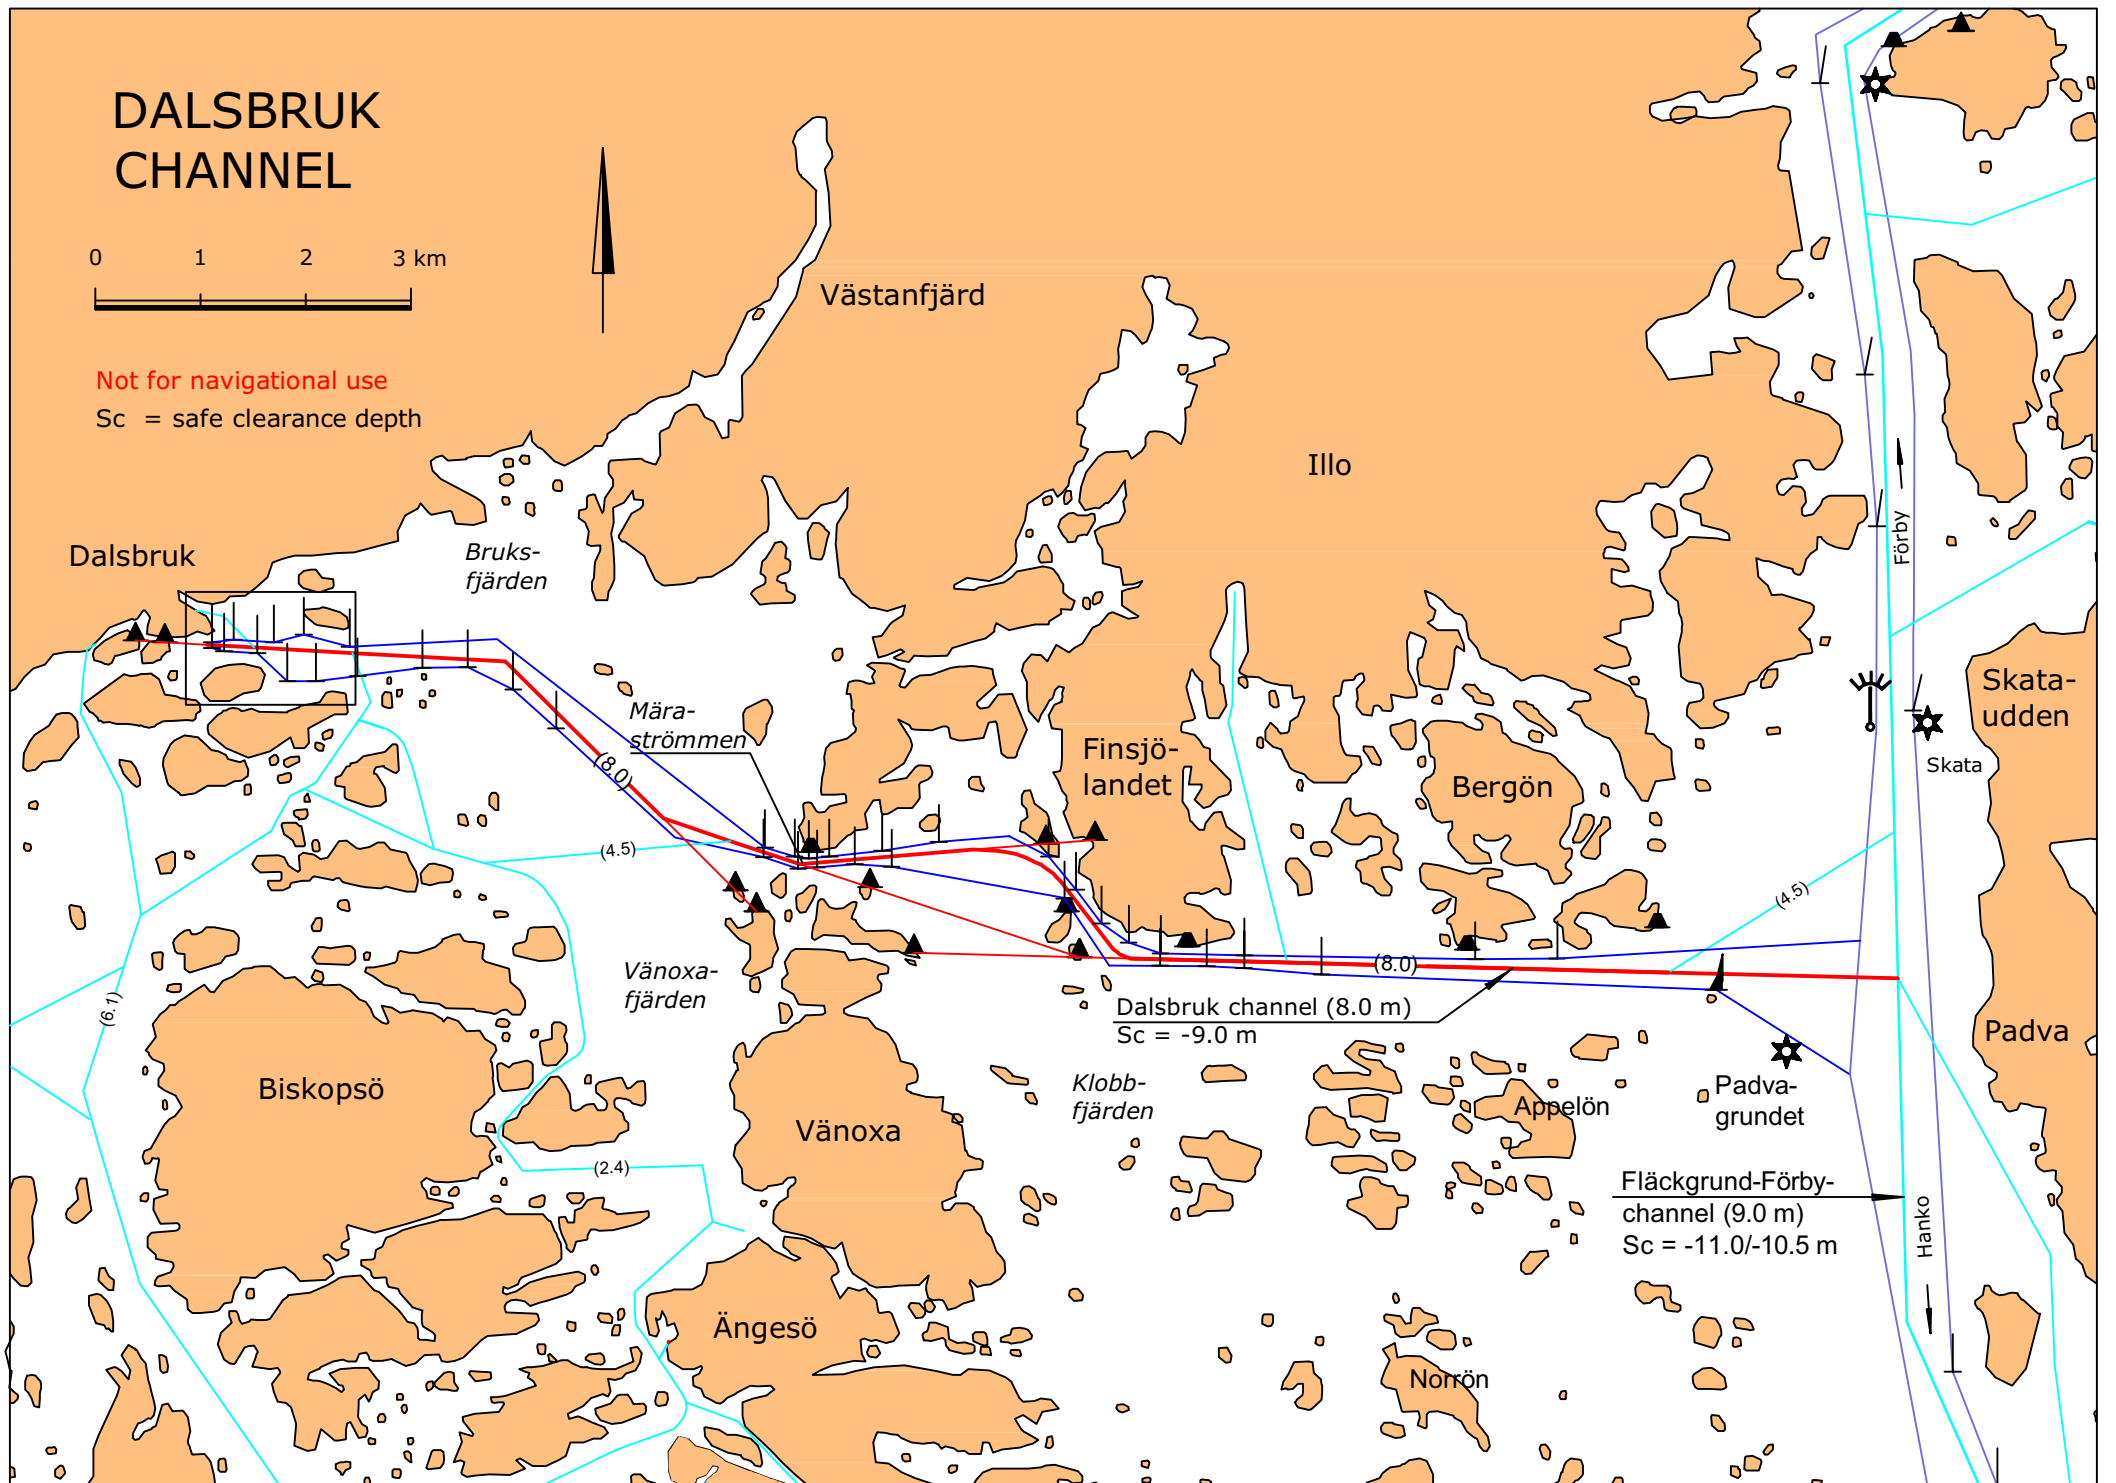 DALSBRUK
CHANNEL
0 1 2 3 km
Not for navigational use
Sc = safe clearance depth
Västanfjärd
Illo
Förby
Dalsbruk
Bruks-
fjärden
Mära-
strömmen
(8.0)
Finsjö-
landet
Bergön
Skata-
udden
Skata
(4.5)
(4.5)
Vänoxa-
fjärden
(8.0)
Dalsbruk channel (8.0 m)
Sc = -9.0 m
(6.1)
Padva
Biskopsö
Vänoxa
Klobb-
fjärden
Appelön
Padva-
grundet
(2.4)
Fläckgrund-Förby-
channel (9.0 m)
Sc = -11.0/-10.5 m
Hanko
Ängesö
Norrön